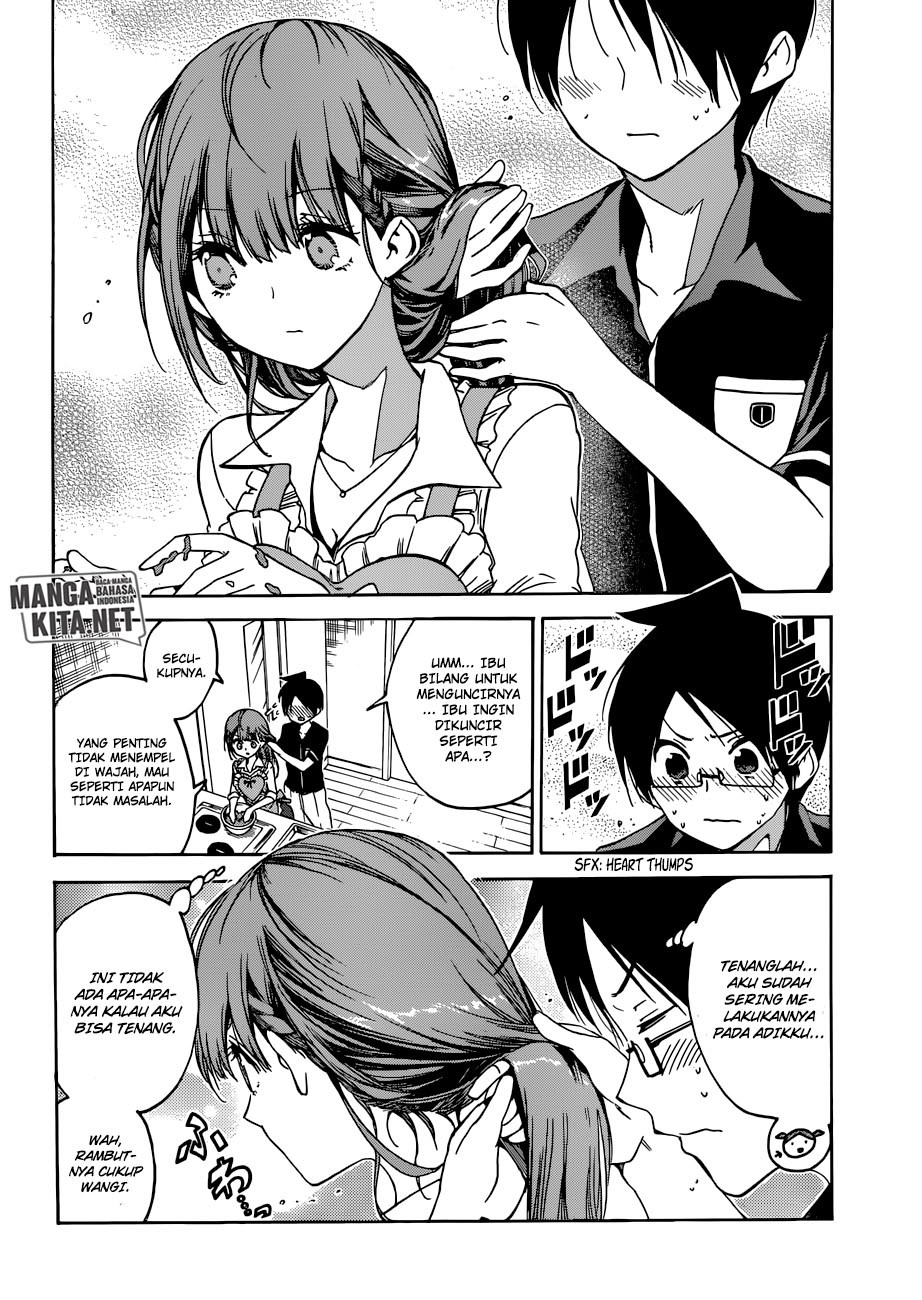 MANGA
KITA.NET
BACA MANGA
BAHASA
INDONESIA
ドドド
ドドド
UMM... IBU
BILANG UNTUK
MENGUNCIRNYA
... IBU INGIN
DIKUNCIR
SEPERTI
APA...?
SECU-
KUPNYA.
YANG PENTING
TIDAK MENEMPEL
DI WAJAH, MAU
SEPERTI APAPUN
TIDAK MASALAH.
SFX: HEART THUMPS
TENANGLAH...
AKU SUDAH
SERING ME-
LAKUKANNYA
PADA ADIKKU...
INI TIDAK
ADA APA-APA-
NYA KALAU AKU
BISA TENANG.
WAH,
RAMBUT-
NYA CUKUP
WANGI.
ふわ